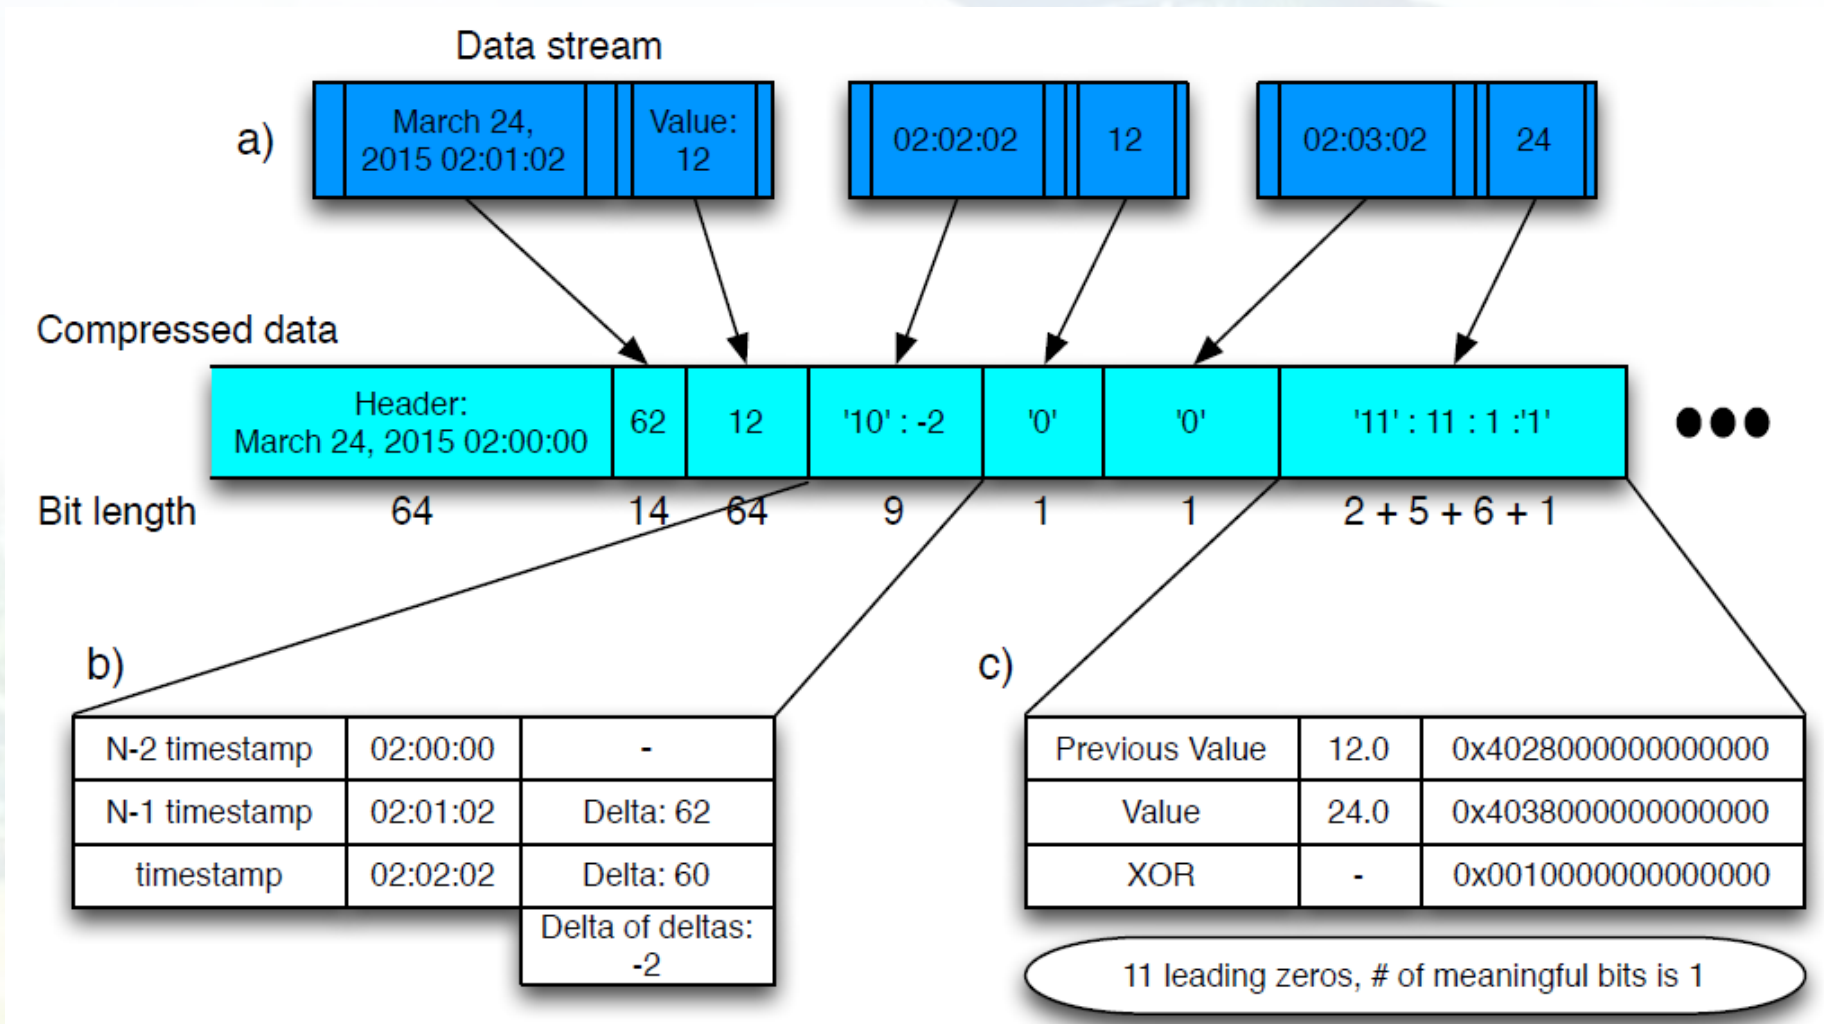 Data stream
a)
March 24,
2015 02:01:02
Value:
12
02:02:02
12
02:03:02
24
Compressed data
Header:
March 24, 2015 02:00:00
62
12
'10' : -2
'0'
'0'
'11' : 11 : 1 :'1'
Bit length
64
14
64
9
1
1
2 + 5 + 6 + 1
b)
N-2 timestamp 02:00:00 -
N-1 timestamp 02:01:02 Delta: 62
timestamp 02:02:02 Delta: 60
Delta of deltas:
-2
c)
Previous Value 12.0 0x4028000000000000
Value 24.0 0x4038000000000000
XOR - 0x0010000000000000
11 leading zeros, # of meaningful bits is 1